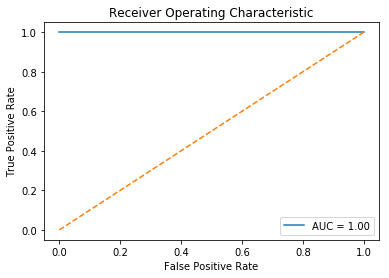 Receiver Operating Characteristic
1.0
0.8
0.6
0.4
0.2
0.0
True Positive Rate
AUC = 1.00
0.0 0.2 0.4 0.6 0.8 1.0
False Positive Rate